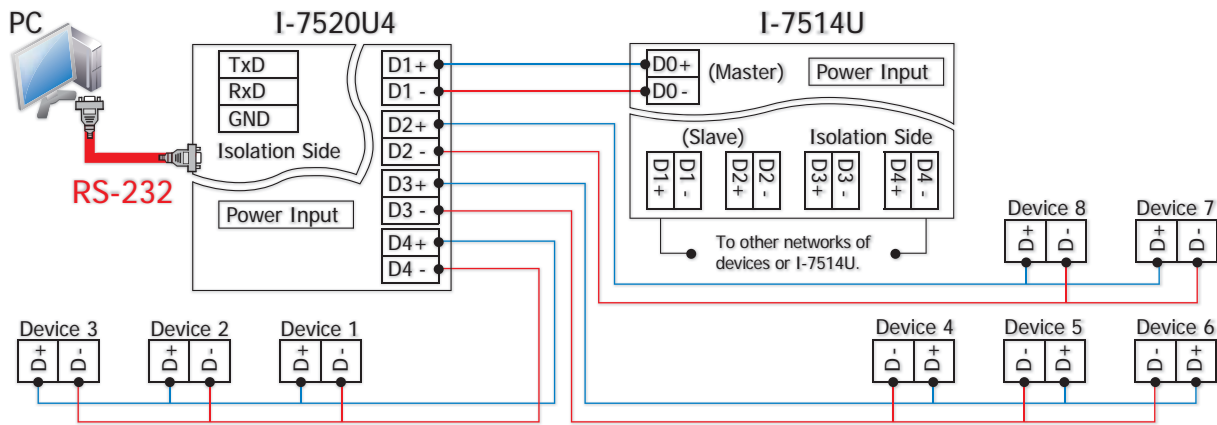 PC
I-7520U4
I-7514U
TxD
RxD
GND
Isolation Side
Power Input
RS-232
D1+
D1 -
D2+
D2 -
D3+
D3 -
D4+
D4 -
D0+
D0 -
(Master)
Power Input
(Slave)
Isolation Side
D1+
D1 -
D2+
D2 -
D3+
D3 -
D4+
D4 -
To other networks of
devices or I-7514U.
Device 8
D+
D-
Device 7
D+
D-
Device 3
D+
D-
Device 2
D+
D-
Device 1
D+
D-
Device 4
D-
D+
Device 5
D-
D+
Device 6
D-
D+